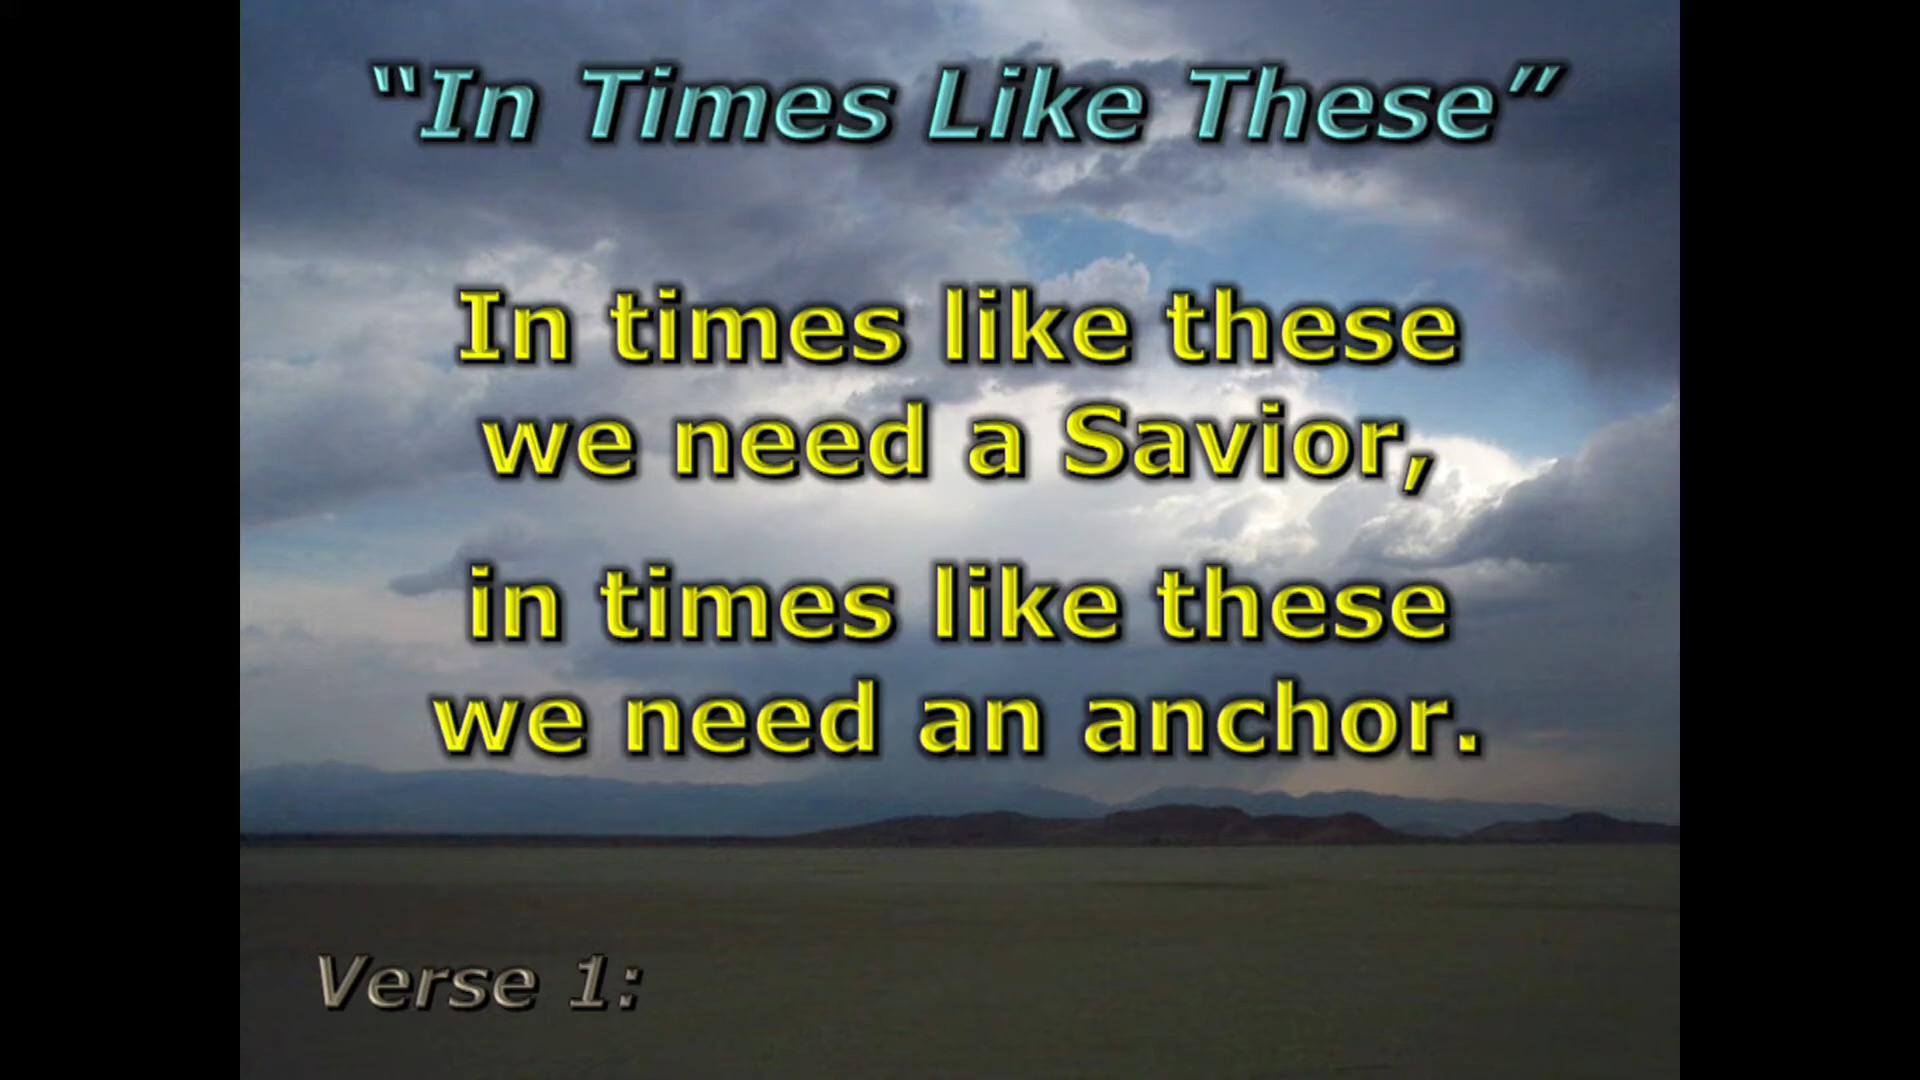 “In Times Like These”
In times like these
we need a Savior,
in times like these
we need an anchor.
Verse 1: